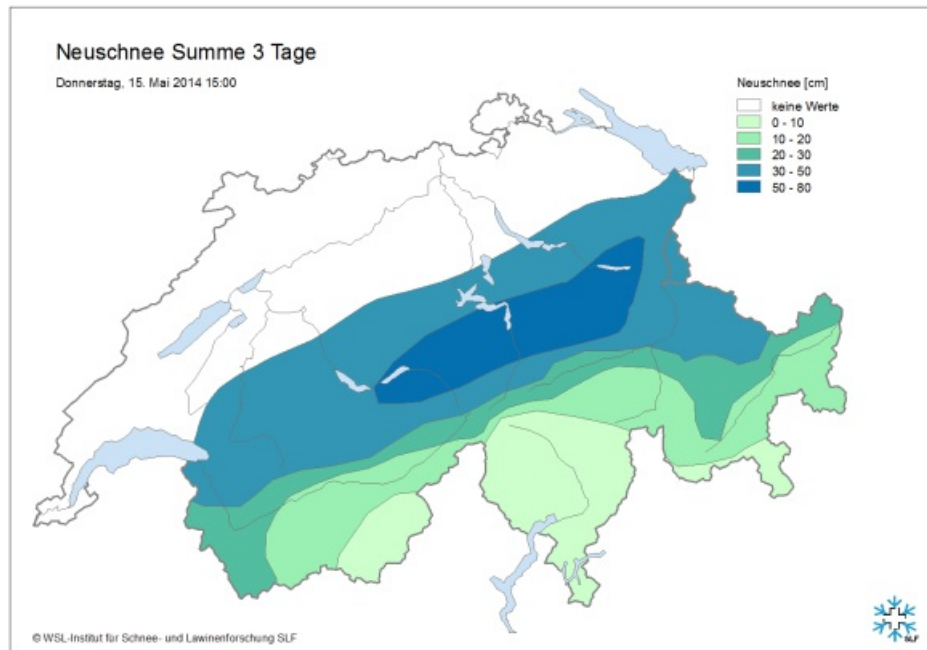 Neuschnee Summe 3 Tage
Donnerstag, 15. Mai 2014 15:00
Neuschnee [cm]
keine Werte
0 - 10
10 - 20
20 - 30
30 - 50
50 - 80
© WSL-Institut für Schnee- und Lawinenforschung SLF
SLF